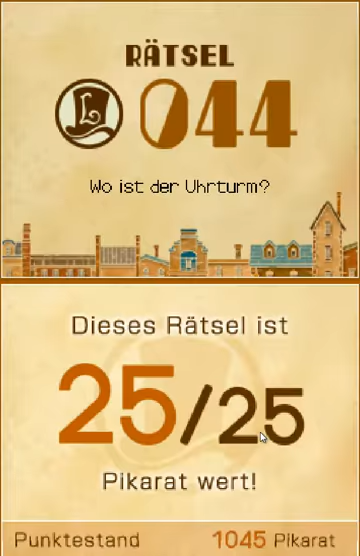 RÄTSEL
L 044
Wo ist der Uhrturm?
Dieses Rätsel ist
25/25
Pikarat wert!
Punktestand 1045 Pikarat